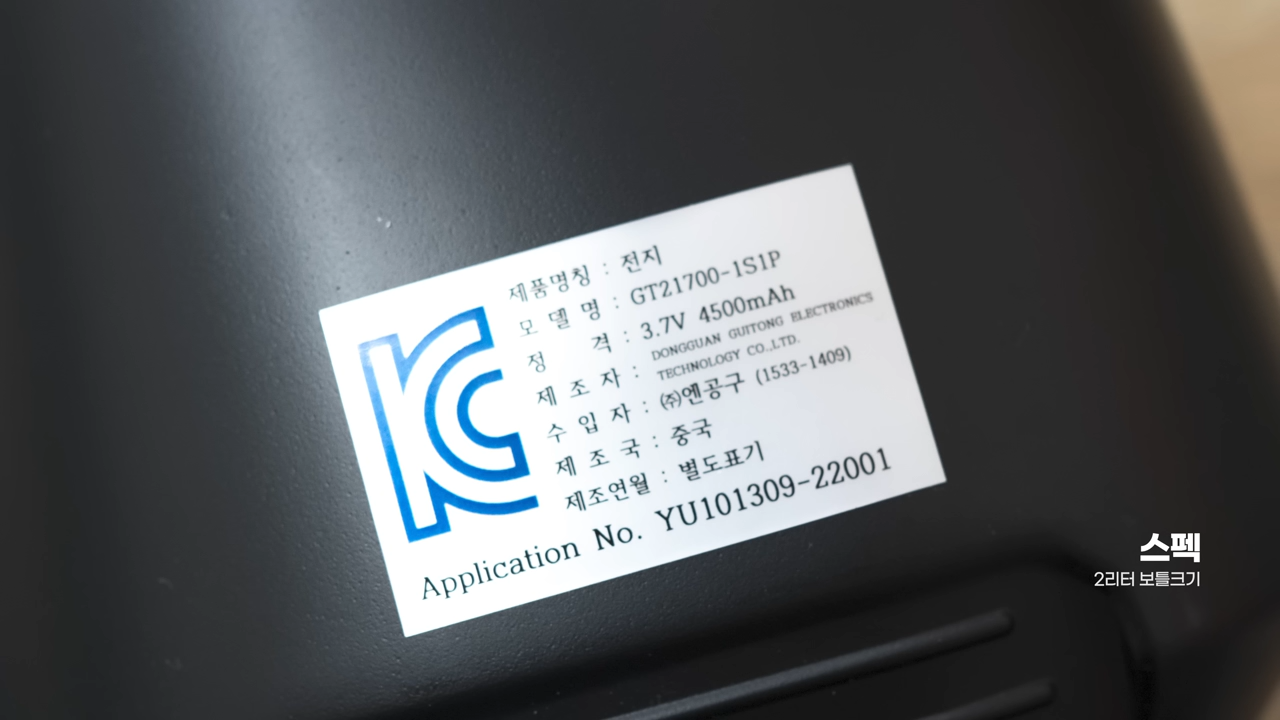 KC
제품명칭 : 전지
모 델 명 : GT21700-1S1P
정 격 : 3.7V 4500mAh
제 조 자 : DONGGUAN GUITONG ELECTRONICS
TECHNOLOGY CO.,LTD.
수 입 자 : ㈜엔공구 (1533-1409)
제 조 국 : 중국
제조연월 : 별도표기
Application No. YU101309-22001
스펙
2리터 보틀크기